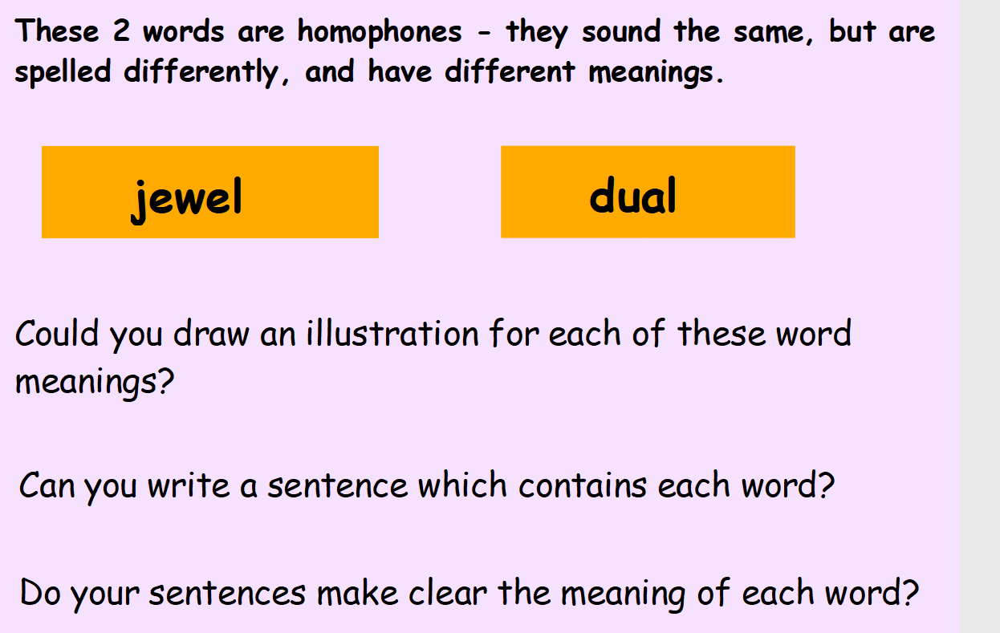 These 2 words are homophones - they sound the same, but are
spelled differently, and have different meanings.
jewel
dual
Could you draw an illustration for each of these word
meanings?
Can you write a sentence which contains each word?
Do your sentences make clear the meaning of each word?